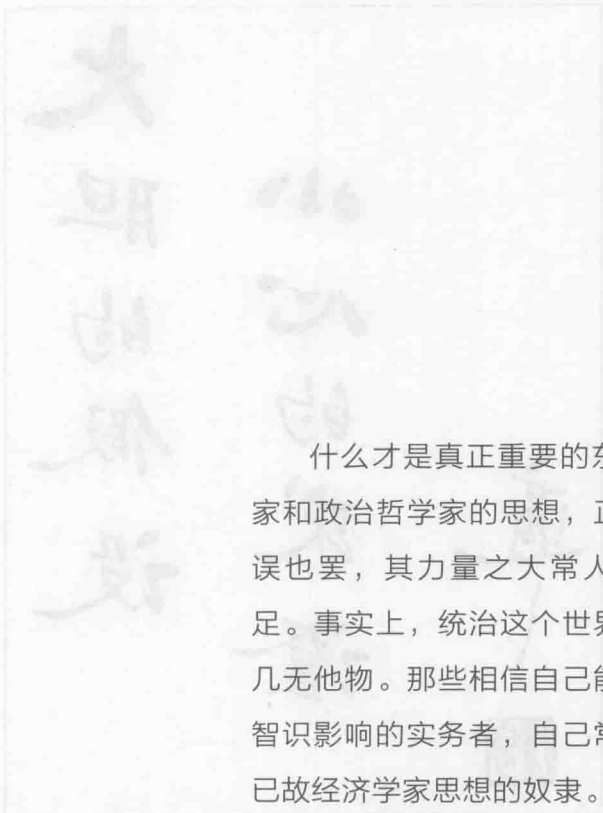 什么才是真正重要的东
家和政治哲学家的思想，正
误也罢，其力量之大常人
足。事实上，统治这个世界
几无他物。那些相信自己能
智识影响的实务者，自己常
已故经济学家思想的奴隶。